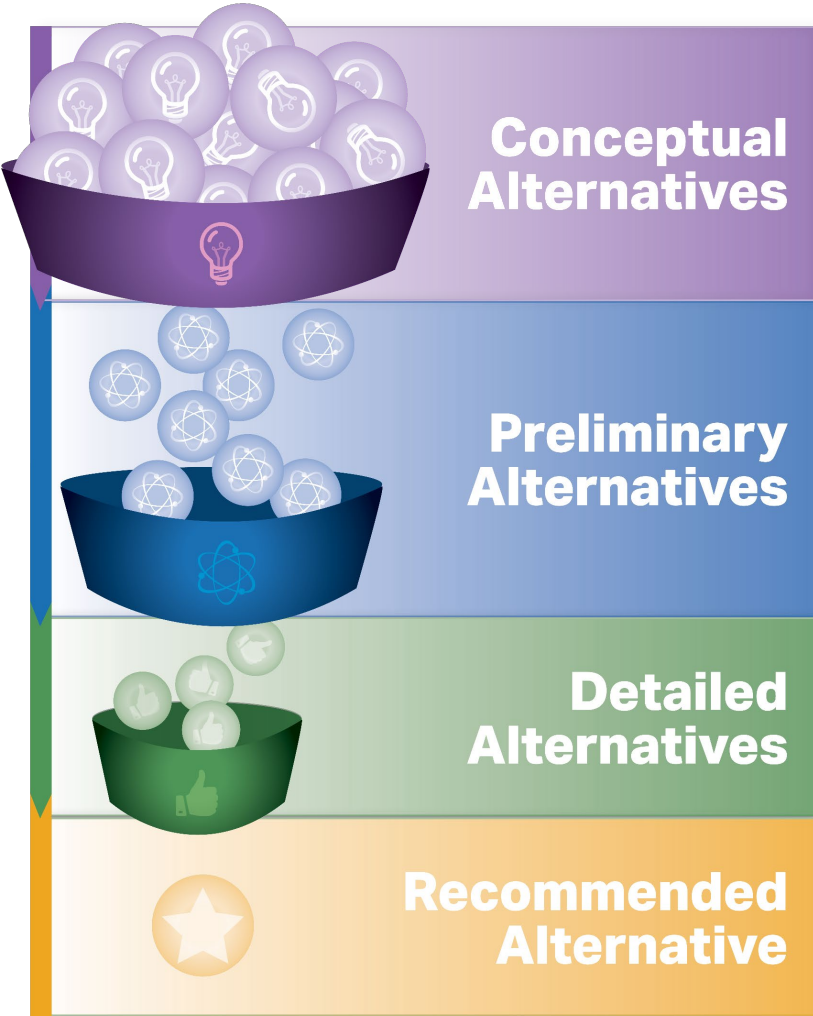 Conceptual
Alternatives
Preliminary
Alternatives
Detailed
Alternatives
Recommended
Alternative